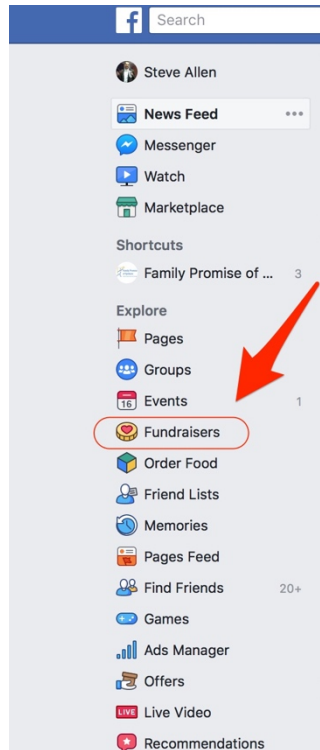 f Search
Steve Allen
News Feed
Messenger
Watch
Marketplace
Shortcuts
Family Promise of ... 3
Explore
Pages
Groups
16 Events 1
Fundraisers
Order Food
Friend Lists
Memories
Pages Feed
Find Friends 20+
Games
Ads Manager
Offers
LIVE Live Video
Recommendations